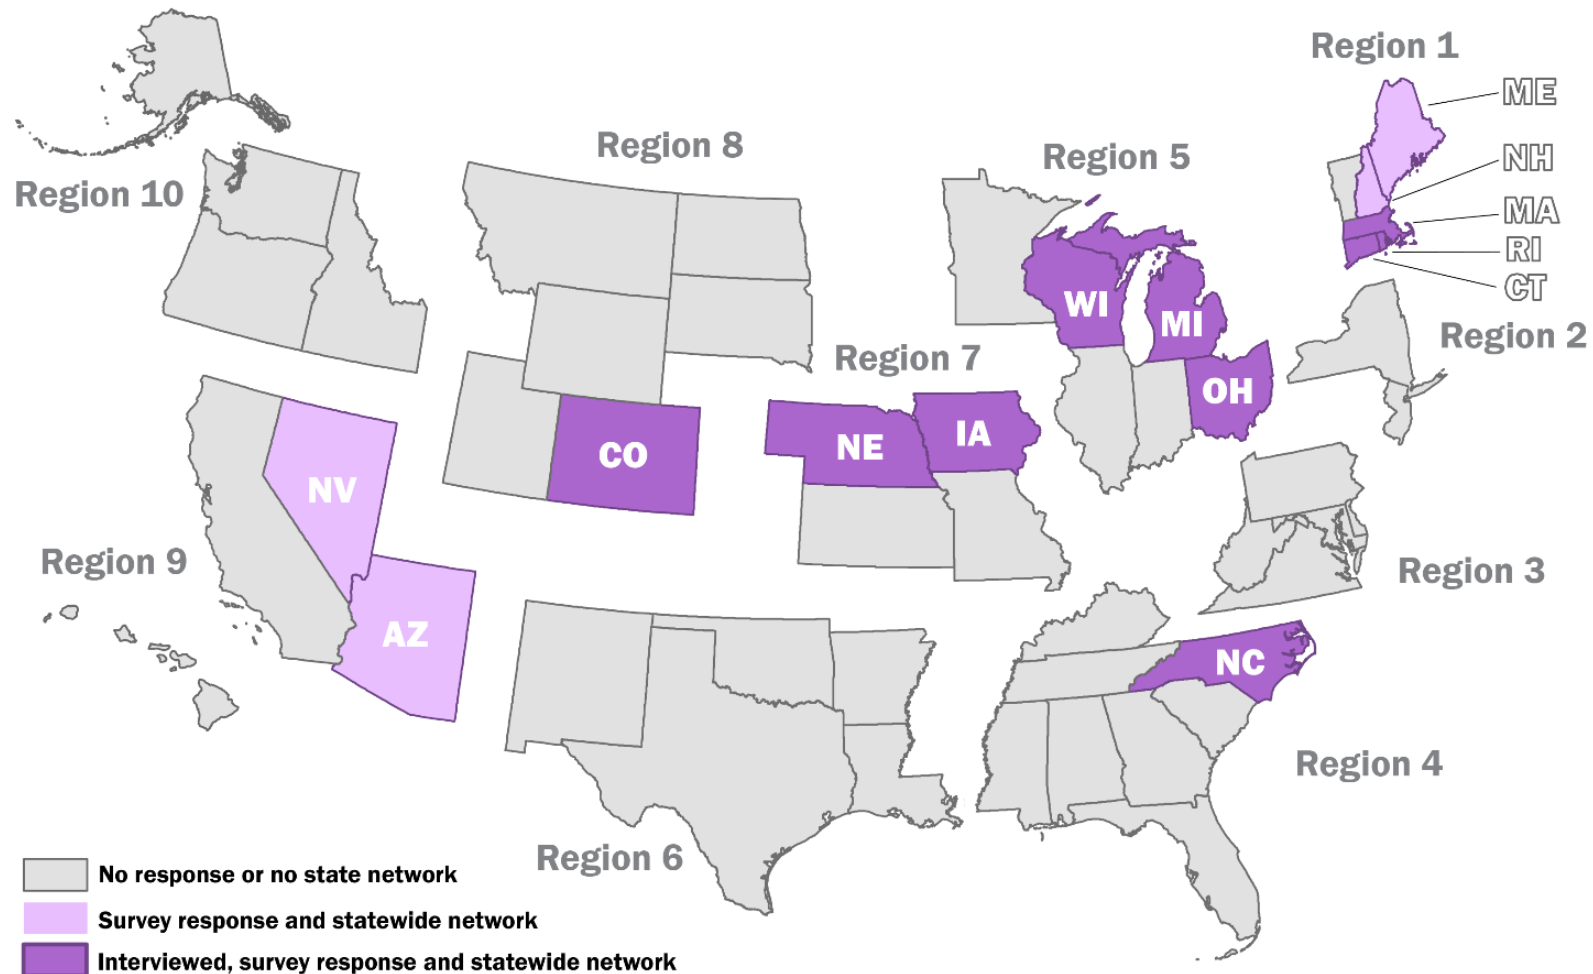 Region 1
ME
Region 8
Region 5
NH
Region 10
MA
RI
CT
WI
MI
Region 2
Region 7
OH
IA
NE
CO
NV
Region 9
Region 3
AZ
NC
Region 4
Region 6
No response or no state network
Survey response and statewide network
Interviewed, survey response and statewide network